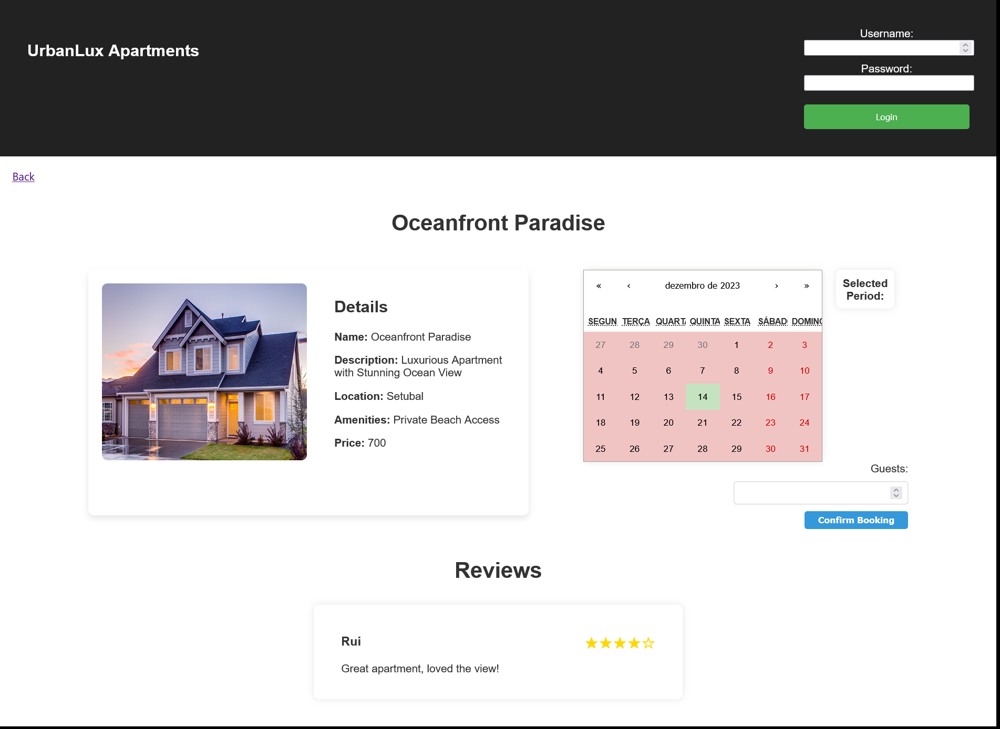 UrbanLux Apartments
Username:
Password:
Login
Back
Oceanfront Paradise
Details
Name: Oceanfront Paradise
Description: Luxurious Apartment
with Stunning Ocean View
Location: Setubal
Amenities: Private Beach Access
Price: 700
« ‹ dezembro de 2023 › »
SEGUN TERÇA QUART QUINTA SEXTA SÁBAD DOMING
27 28 29 30 1 2 3
4 5 6 7 8 9 10
11 12 13 14 15 16 17
18 19 20 21 22 23 24
25 26 27 28 29 30 31
Selected
Period:
Guests:
Confirm Booking
Reviews
Rui
★★★★☆
Great apartment, loved the view!